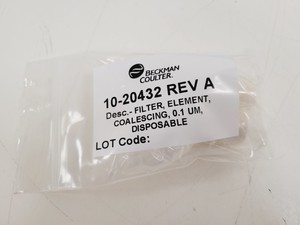 BECKMAN
COULTER.
10-20432 REV A
Desc.- FILTER, ELEMENT,
COALESCING, 0.1 UM,
DISPOSABLE
LOT Code: